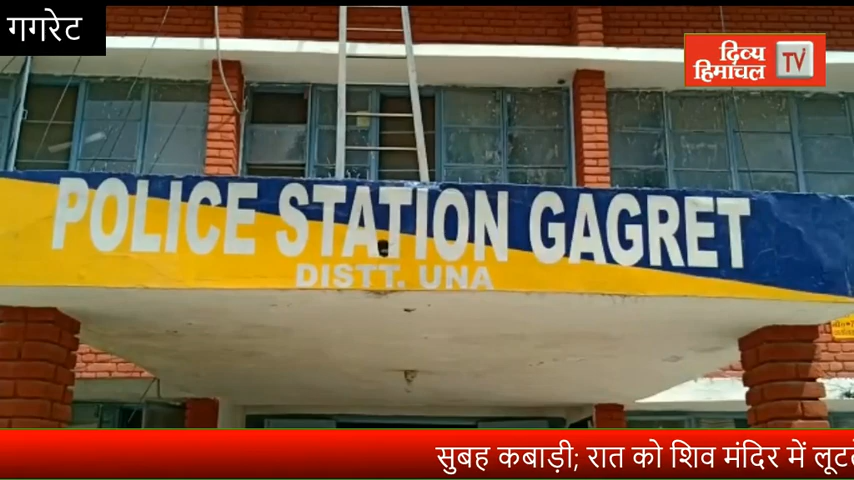 गगरेट
दिव्य
हिमाचल TV
POLICE STATION GAGRET
DISTT. UNA
सुबह कबाड़ी; रात को शिव मंदिर में